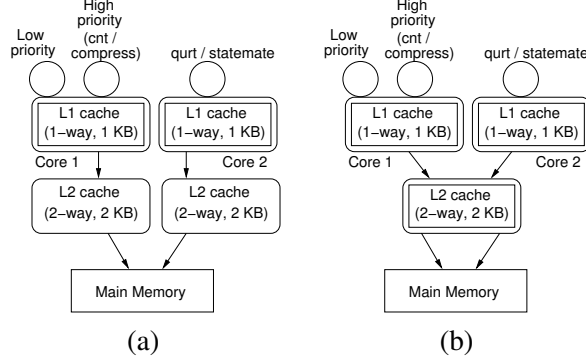 High
priority
(cnt /
compress)
Low
priority
qurt / statemate
L1 cache
(1-way, 1 KB)
L1 cache
(1-way, 1 KB)
Core 1
Core 2
L2 cache
(2-way, 2 KB)
L2 cache
(2-way, 2 KB)
Main Memory
(a)
High
priority
(cnt /
compress)
Low
priority
qurt / statemate
L1 cache
(1-way, 1 KB)
L1 cache
(1-way, 1 KB)
Core 1
Core 2
L2 cache
(2-way, 2 KB)
Main Memory
(b)